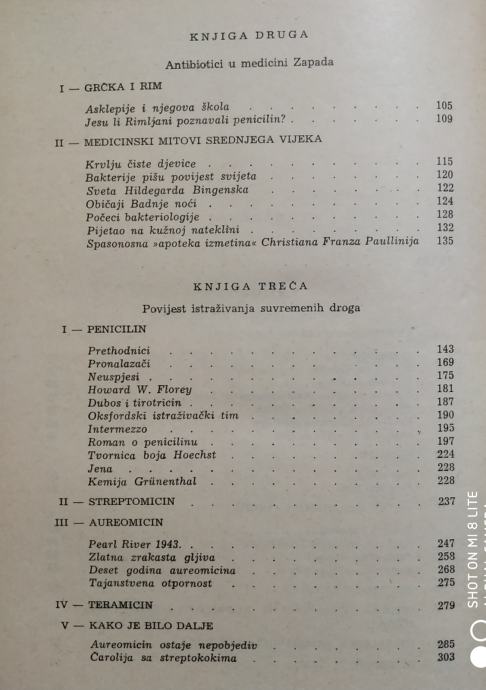 KNJIGA DRUGA
Antibiotici u medicini Zapada
I — GRČKA I RIM
Asklepije i njegova škola . . . . . . . . 105
Jesu li Rimljani poznavali penicilin? . . . . . . 109
II — MEDICINSKI MITOVI SREDNJEGA VIJEKA
Krvlju čiste djevice . . . . . . . . . 115
Bakterije pišu povijest svijeta . . . . . . . 120
Sveta Hildegarda Bingenska . . . . . . . 122
Običaji Badnje noći . . . . . . . . . 124
Počeci bakteriologije . . . . . . . . . 128
Pijetao na kužnoj nateklini . . . . . . . . 132
Spasonosna »apoteka izmetina« Christiana Franza Paullinija 135
KNJIGA TREĆA
Povijest istraživanja suvremenih droga
I — PENICILIN
Prethodnici . . . . . . . . . . 143
Pronalazači . . . . . . . . . . 169
Neuspjesi . . . . . . . . . . . 175
Howard W. Florey . . . . . . . . . 181
Dubos i tirotricin . . . . . . . . . . 187
Oksfordski istraživački tim . . . . . . . 190
Intermezzo . . . . . . . . . . 195
Roman o penicilinu . . . . . . . . . 197
Tvornica boja Hoechst . . . . . . . . 224
Jena . . . . . . . . . . . . 228
Kemija Grünenthal . . . . . . . . . 228
II — STREPTOMICIN . . . . . . . . . 237
III — AUREOMICIN
Pearl River 1943. . . . . . . . . . 247
Zlatna zrakasta gljiva . . . . . . . . 258
Deset godina aureomicina . . . . . . . 268
Tajanstvena otpornost . . . . . . . . 275
IV — TERAMICIN . . . . . . . . . . 279
V — KAKO JE BILO DALJE
Aureomicin ostaje nepobjediv . . . . . . 285
Čarolija sa streptokokima . . . . . . . 303
SHOT ON MI 8 LITE